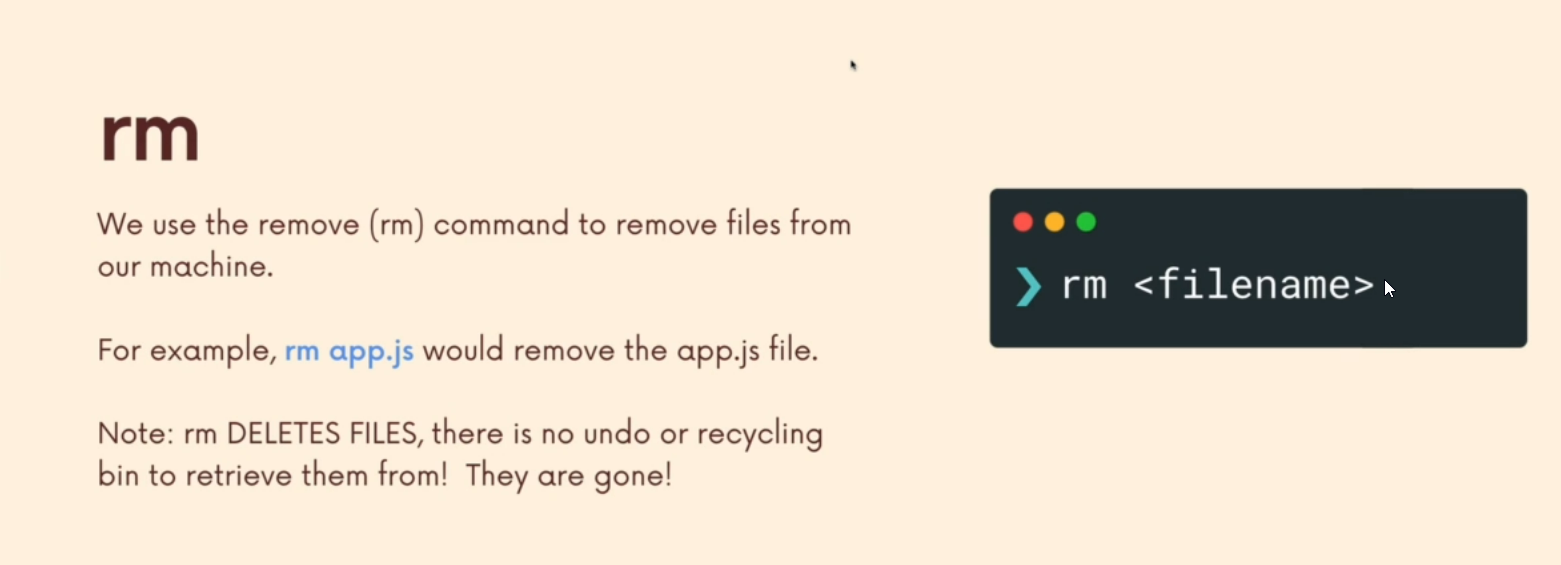 rm
We use the remove (rm) command to remove files from
our machine.
For example, rm app.js would remove the app.js file.
Note: rm DELETES FILES, there is no undo or recycling
bin to retrieve them from!  They are gone!
❯ rm <filename>